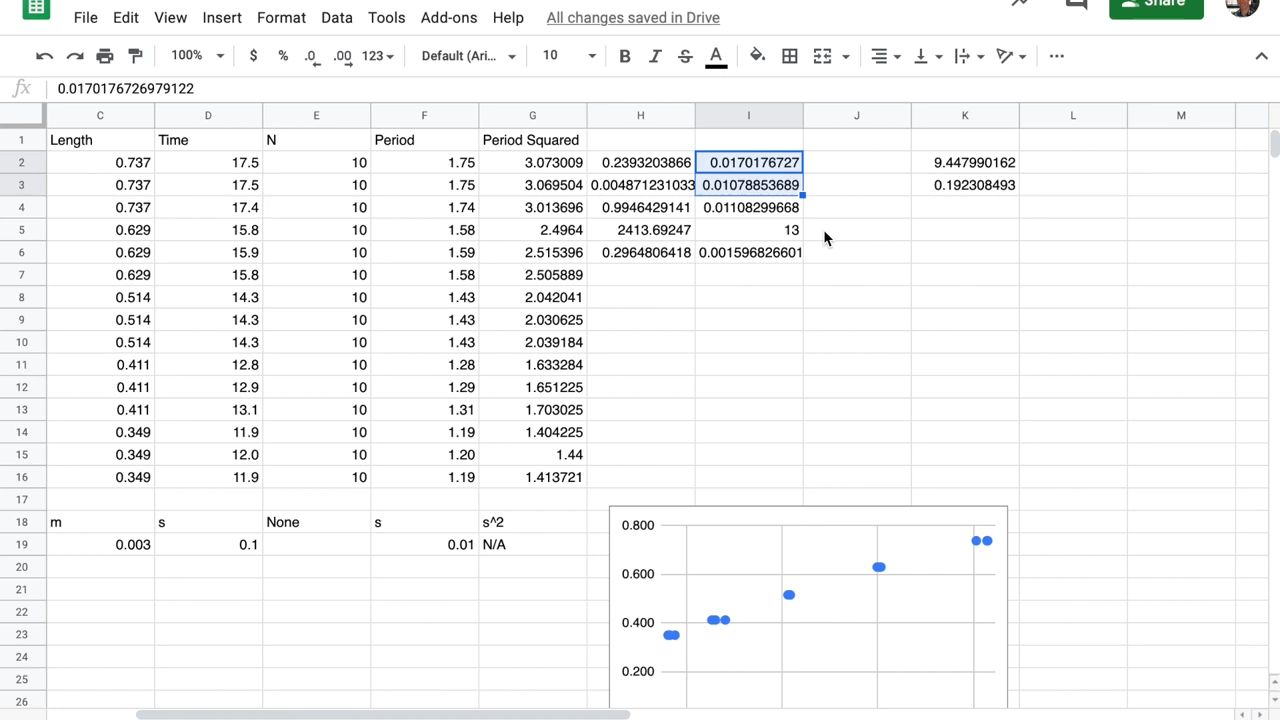 Share
File Edit View Insert Format Data Tools Add-ons Help All changes saved in Drive
100% $ % .0 .00 123 Default (Ari... 10 B I S A
fx 0.0170176726979122
C D E F G H I J K L M
1 Length Time N Period Period Squared
2 0.737 17.5 10 1.75 3.073009 0.2393203866 0.0170176727 9.447990162
3 0.737 17.5 10 1.75 3.069504 0.004871231033 0.01078853689 0.192308493
4 0.737 17.4 10 1.74 3.013696 0.9946429141 0.01108299668
5 0.629 15.8 10 1.58 2.4964 2413.69247 13
6 0.629 15.9 10 1.59 2.515396 0.2964806418 0.001596826601
7 0.629 15.8 10 1.58 2.505889
8 0.514 14.3 10 1.43 2.042041
9 0.514 14.3 10 1.43 2.030625
10 0.514 14.3 10 1.43 2.039184
11 0.411 12.8 10 1.28 1.633284
12 0.411 12.9 10 1.29 1.651225
13 0.411 13.1 10 1.31 1.703025
14 0.349 11.9 10 1.19 1.404225
15 0.349 12.0 10 1.20 1.44
16 0.349 11.9 10 1.19 1.413721
17
18 m s None s s^2
19 0.003 0.1 0.01 N/A
20
21
22
23
24
25
26
0.800
0.600
0.400
0.200